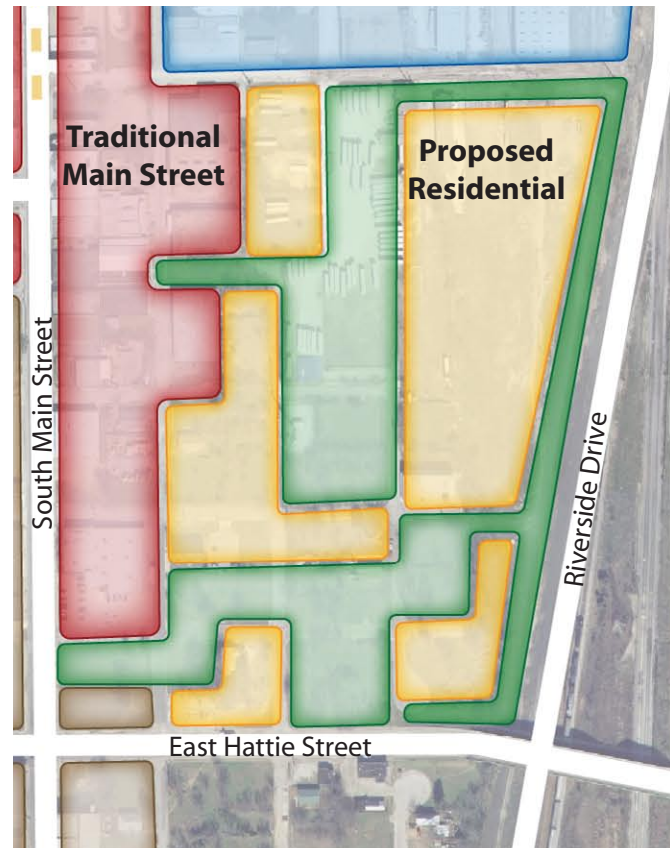 Traditional
Main Street
Proposed
Residential
South Main Street
Riverside Drive
East Hattie Street